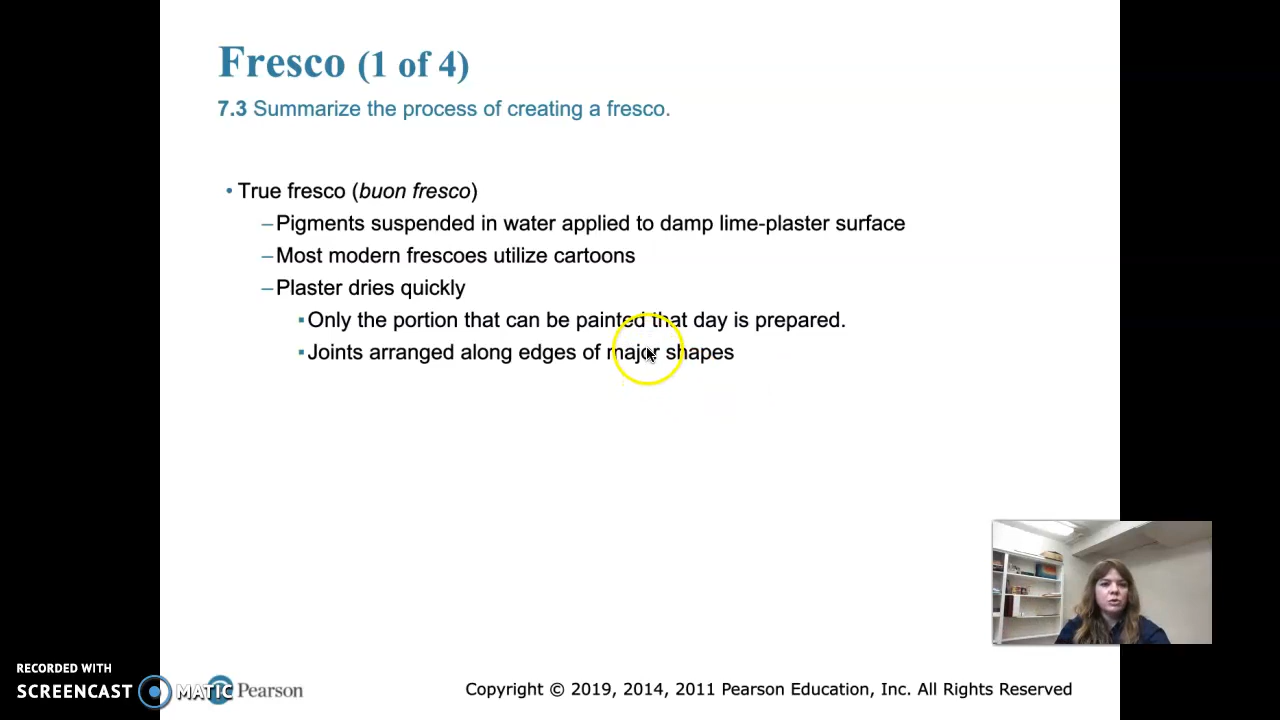 Fresco (1 of 4)
7.3 Summarize the process of creating a fresco.
• True fresco (buon fresco)
–Pigments suspended in water applied to damp lime-plaster surface
–Most modern frescoes utilize cartoons
–Plaster dries quickly
▪Only the portion that can be painted that day is prepared.
▪Joints arranged along edges of major shapes
RECORDED WITH
SCREENCAST MATIC
Pearson
Copyright © 2019, 2014, 2011 Pearson Education, Inc. All Rights Reserved